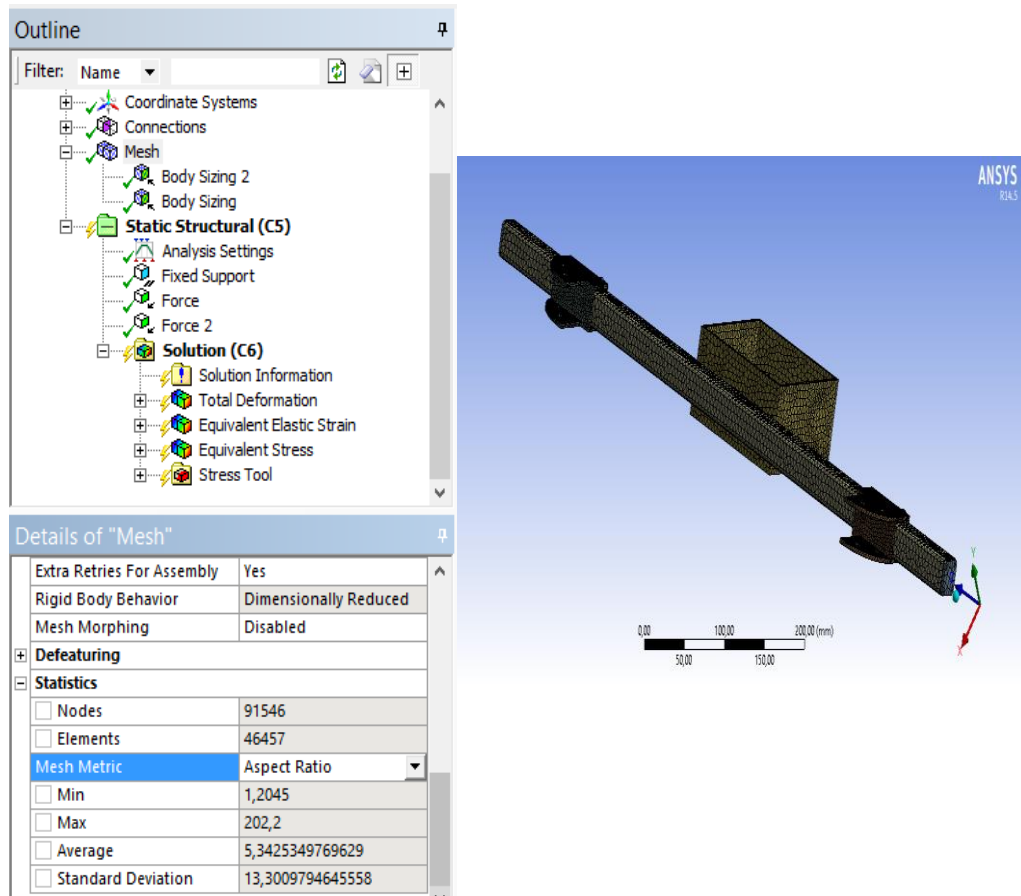 Outline
Filter: Name
Coordinate Systems
Connections
Mesh
Body Sizing 2
Body Sizing
Static Structural (C5)
Analysis Settings
Fixed Support
Force
Force 2
Solution (C6)
Solution Information
Total Deformation
Equivalent Elastic Strain
Equivalent Stress
Stress Tool
Details of "Mesh"
Extra Retries For Assembly Yes
Rigid Body Behavior Dimensionally Reduced
Mesh Morphing Disabled
Defeaturing
Statistics
Nodes 91546
Elements 46457
Mesh Metric Aspect Ratio
Min 1,2045
Max 202,2
Average 5,3425349769629
Standard Deviation 13,3009794645558
ANSYS
R14.5
Y
X
0,00 100,00 200,00 (mm)
50,00 150,00